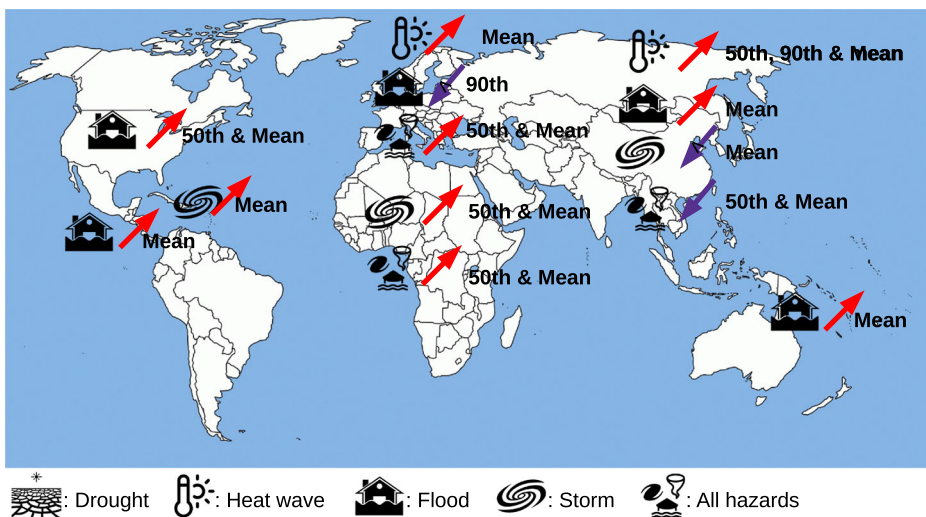 Mean
50th, 90th & Mean
90th
Mean
50th & Mean
50th & Mean
Mean
Mean
50th & Mean
50th & Mean
Mean
50th & Mean
Mean
: Drought : Heat wave : Flood : Storm : All hazards